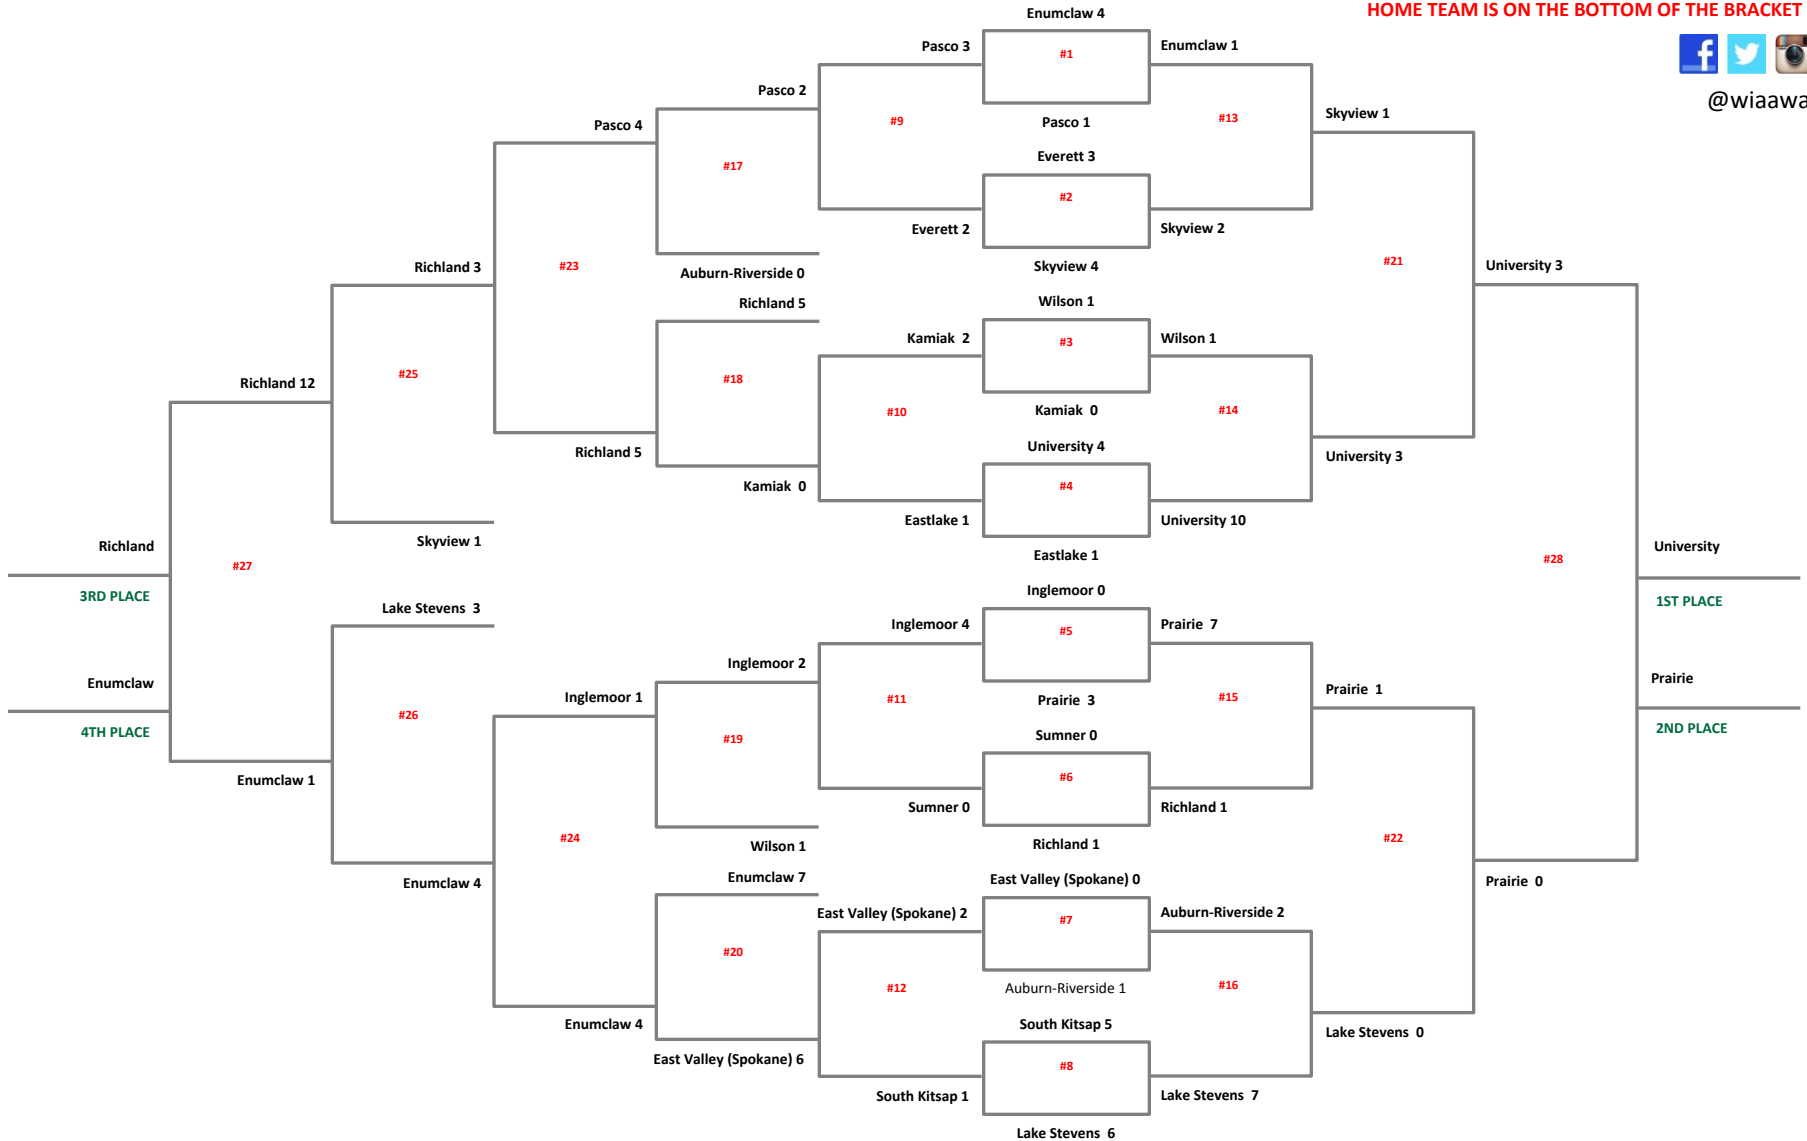 HOME TEAM IS ON THE BOTTOM OF THE BRACKET
Enumclaw 4
Pasco 3
#1
Enumclaw 1
@wiaawa
Pasco 2
Pasco 4
#9
Pasco 1
#13
Skyview 1
#17
Everett 3
#2
Everett 2
Skyview 2
Richland 3
#23
Auburn-Riverside 0
Skyview 4
#21
University 3
Richland 5
Wilson 1
Kamiak 2
#3
Wilson 1
Richland 12
#25
#18
#10
Kamiak 0
#14
Richland 5
University 4
University 3
Kamiak 0
#4
Eastlake 1
University 10
Richland
Skyview 1
Eastlake 1
University
#27
#28
3RD PLACE
Lake Stevens 3
Inglemoor 0
1ST PLACE
Inglemoor 4
#5
Prairie 7
Enumclaw
Inglemoor 2
Prairie
Inglemoor 1
#11
Prairie 3
#15
Prairie 1
4TH PLACE
#26
#19
Sumner 0
2ND PLACE
Enumclaw 1
#6
Sumner 0
Richland 1
#24
Wilson 1
Richland 1
#22
Enumclaw 4
Enumclaw 7
East Valley (Spokane) 0
Prairie 0
East Valley (Spokane) 2
#7
Auburn-Riverside 2
#20
#12
Auburn-Riverside 1
#16
Enumclaw 4
South Kitsap 5
Lake Stevens 0
East Valley (Spokane) 6
#8
South Kitsap 1
Lake Stevens 7
Lake Stevens 6